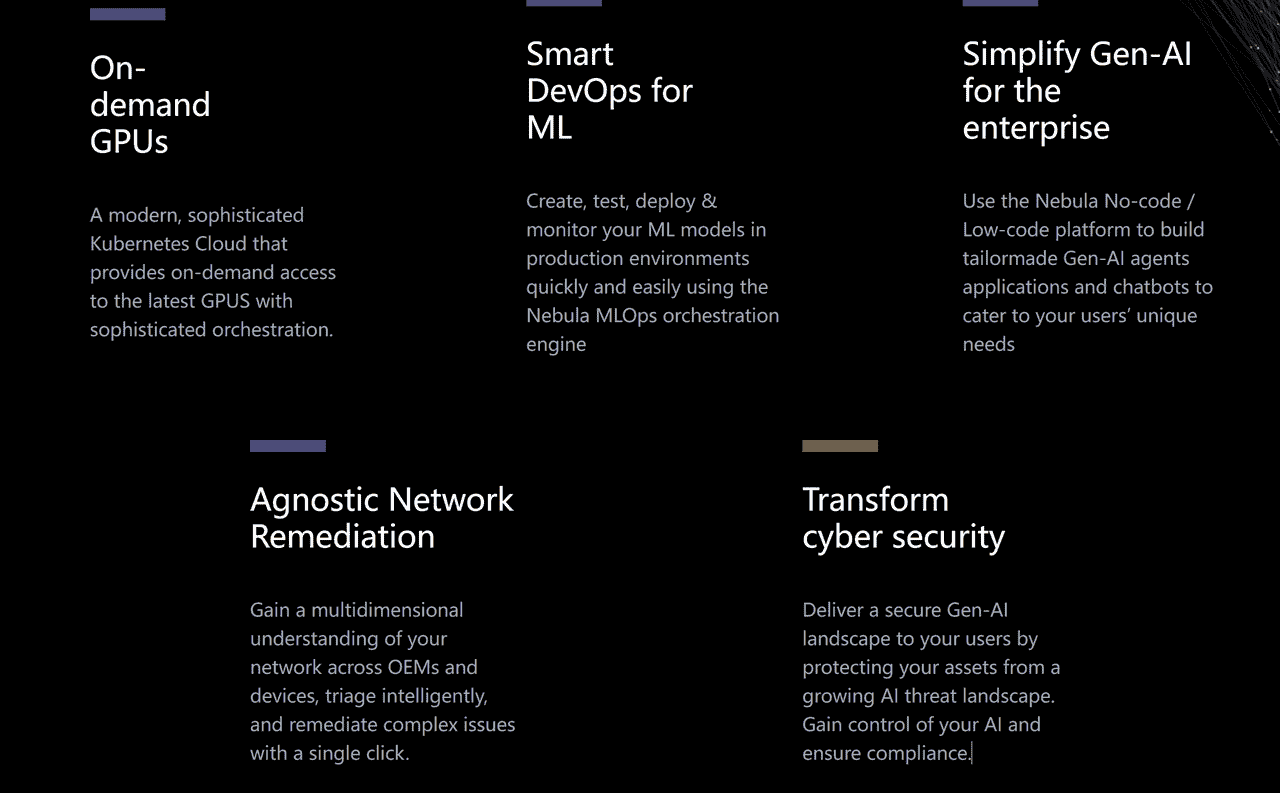 On-
demand
GPUs
A modern, sophisticated
Kubernetes Cloud that
provides on-demand access
to the latest GPUS with
sophisticated orchestration.
Smart
DevOps for
ML
Create, test, deploy &
monitor your ML models in
production environments
quickly and easily using the
Nebula MLOps orchestration
engine
Simplify Gen-AI
for the
enterprise
Use the Nebula No-code /
Low-code platform to build
tailormade Gen-AI agents
applications and chatbots to
cater to your users’ unique
needs
Agnostic Network
Remediation
Gain a multidimensional
understanding of your
network across OEMs and
devices, triage intelligently,
and remediate complex issues
with a single click.
Transform
cyber security
Deliver a secure Gen-AI
landscape to your users by
protecting your assets from a
growing AI threat landscape.
Gain control of your AI and
ensure compliance.